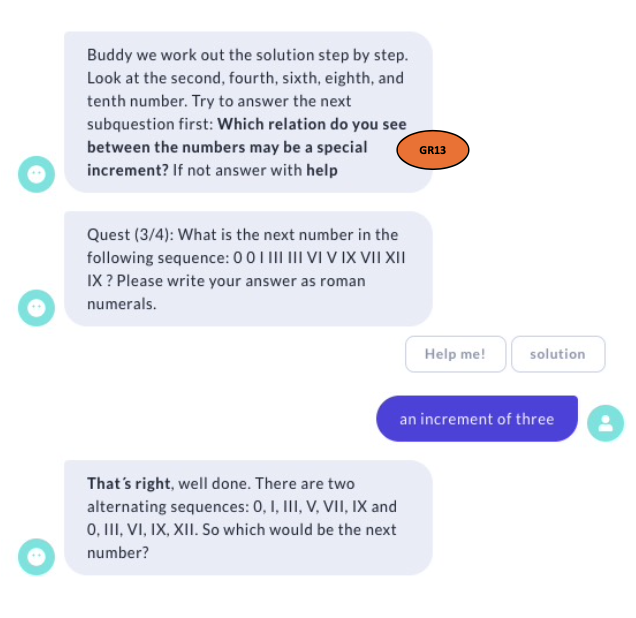 Buddy we work out the solution step by step.
Look at the second, fourth, sixth, eighth, and
tenth number. Try to answer the next
subquestion first: Which relation do you see
between the numbers may be a special
increment? If not answer with help
GR13
Quest (3/4): What is the next number in the
following sequence: 0 0 I III III VI V IX VII XII
IX ? Please write your answer as roman
numerals.
Help me!
solution
an increment of three
That´s right, well done. There are two
alternating sequences: 0, I, III, V, VII, IX and
0, III, VI, IX, XII. So which would be the next
number?